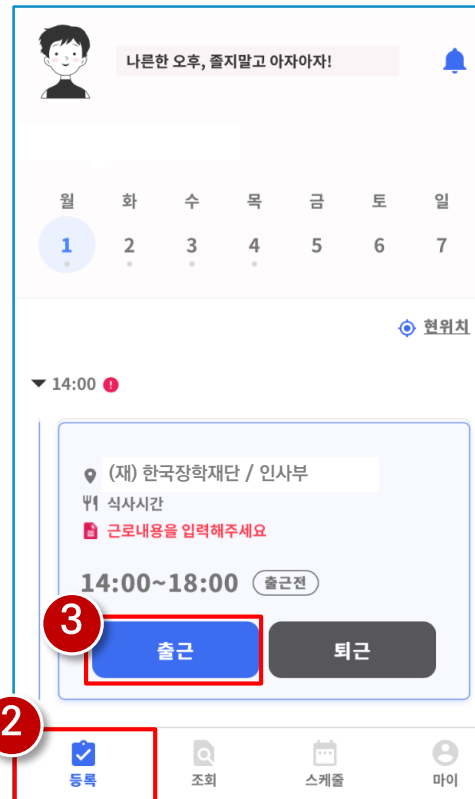 나른한 오후, 졸지말고 아자아자!
월 화 수 목 금 토 일
1 2 3 4 5 6 7
현위치
14:00
(재) 한국장학재단 / 인사부
식사시간
근로내용을 입력해주세요
14:00~18:00 출근전
3
출근 퇴근
2
등록 조회 스케줄 마이